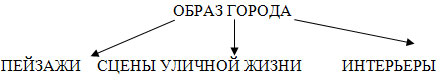 ОБРАЗ ГОРОДА
ПЕЙЗАЖИ СЦЕНЫ УЛИЧНОЙ ЖИЗНИ ИНТЕРЬЕРЫ